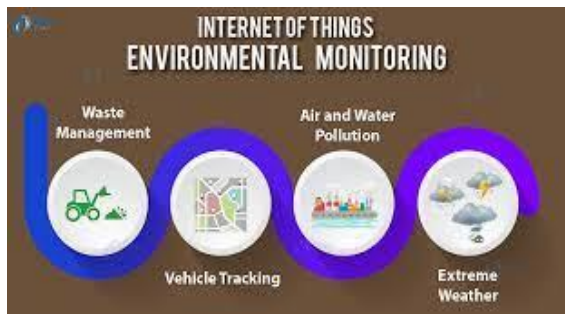 INTERNET OF THINGS
ENVIRONMENTAL MONITORING
Waste
Management
Air and Water
Pollution
Vehicle Tracking
Extreme
Weather